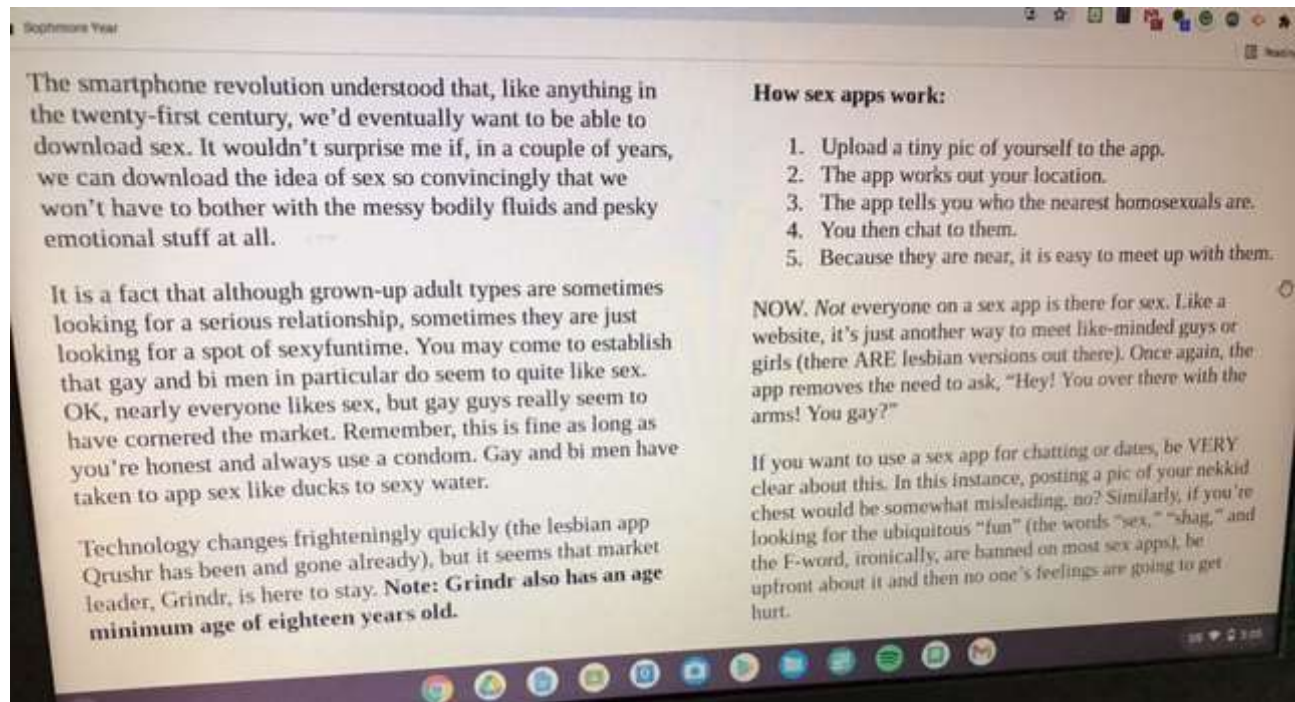 Sophmore Year
The smartphone revolution understood that, like anything in
the twenty-first century, we'd eventually want to be able to
download sex. It wouldn't surprise me if, in a couple of years,
we can download the idea of sex so convincingly that we
won't have to bother with the messy bodily fluids and pesky
emotional stuff at all.
It is a fact that although grown-up adult types are sometimes
looking for a serious relationship, sometimes they are just
looking for a spot of sexyfuntime. You may come to establish
that gay and bi men in particular do seem to quite like sex.
OK, nearly everyone likes sex, but gay guys really seem to
have cornered the market. Remember, this is fine as long as
you're honest and always use a condom. Gay and bi men have
taken to app sex like ducks to sexy water.
Technology changes frighteningly quickly (the lesbian app
Qrushr has been and gone already), but it seems that market
leader, Grindr, is here to stay. Note: Grindr also has an age
minimum age of eighteen years old.
How sex apps work:
1. Upload a tiny pic of yourself to the app.
2. The app works out your location.
3. The app tells you who the nearest homosexuals are.
4. You then chat to them.
5. Because they are near, it is easy to meet up with them.
NOW. Not everyone on a sex app is there for sex. Like a
website, it's just another way to meet like-minded guys or
girls (there ARE lesbian versions out there). Once again, the
app removes the need to ask, "Hey! You over there with the
arms! You gay?"
If you want to use a sex app for chatting or dates, be VERY
clear about this. In this instance, posting a pic of your nekkid
chest would be somewhat misleading, no? Similarly, if you're
looking for the ubiquitous "fun" (the words "sex," "shag," and
the F-word, ironically, are banned on most sex apps), be
upfront about it and then no one's feelings are going to get
hurt.